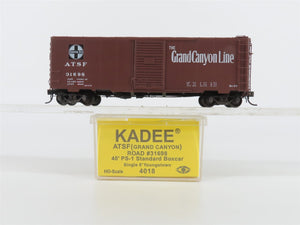 THE
Grand Canyon Line
A T S F
31698
KADEE®
ATSF(GRAND CANYON)
ROAD #31698
40' PS-1 Standard Boxcar
Single 6' Youngstown
HO-Scale
4018